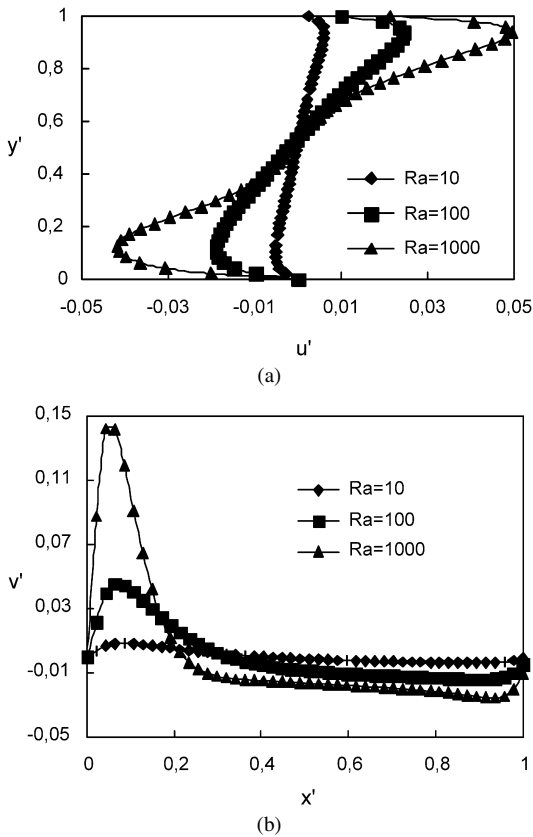 1
0,8
0,6
0,4
0,2
0
y'
Ra=10
Ra=100
Ra=1000
-0,05 -0,03 -0,01 0,01 0,03 0,05
u'
(a)
0,15
0,11
0,07
0,03
-0,01
-0,05
v'
Ra=10
Ra=100
Ra=1000
0 0,2 0,4 0,6 0,8 1
x'
(b)